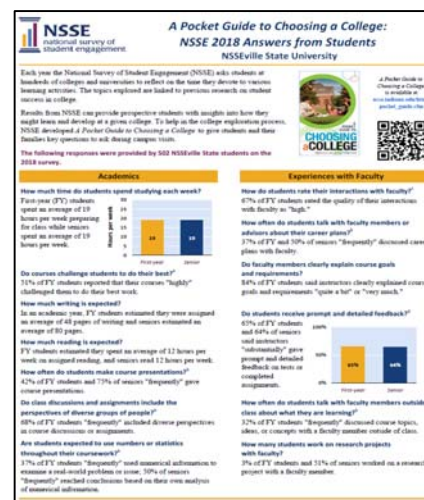 NSSE
national survey of
student engagement
A Pocket Guide to Choosing a College:
NSSE 2018 Answers from Students
NSSEville State University
Each year the National Survey of Student Engagement (NSSE) asks students at
hundreds of colleges and universities to reflect on the time they devote to various
learning activities. The topics explored are linked to previous research on student
success in college.
Results from NSSE can provide perspective students with insights into how they
might learn and develop at a given college. To help in the college exploration process,
NSSE developed A Pocket Guide to Choosing a College to give students and their
families key questions to ask during campus visits.
The following responses were provided by 502 NSSEville State students on the
2018 survey.
CHOOSING
a COLLEGE
A Pocket Guide to
Choosing a College
is available at
Academics
How much time do students spend studying each week?
First-year (FY) students
spent an average of 19
hours per week preparing
for class while seniors
spent an average of 19
hours per week.
Hours per week
30
25
20
15
10
5
0
19
19
First-year
Senior
Do courses challenge students to do their best?
51% of FY students reported that their courses "highly"
challenged them to do their best work.
How much writing is expected?
In an academic year, FY students estimated they were assigned
an average of 48 pages of writing and seniors estimated an
average of 80 pages.
How much reading is expected?
FY students estimated they spent an average of 12 hours per
week on assigned reading, and seniors read 12 hours per week.
How often do students make course presentations?
42% of FY students and 75% of seniors "frequently" gave
course presentations.
Do class discussions and assignments include the
perspectives of diverse groups of people?
68% of FY students "frequently" included diverse perspectives
in course discussions or assignments.
Are students expected to use numbers or statistics
throughout their coursework?
37% of FY students "frequently" used numerical information to
examine a real-world problem or issue; 50% of seniors
"frequently" reached conclusions based on their own analysis
of numerical information.
Experiences with Faculty
How do students rate their interactions with faculty?
67% of FY students rated the quality of their interactions
with faculty as "high."
How often do students talk with faculty members or
advisors about their career plans?
37% of FY and 50% of seniors "frequently" discussed career
plans with faculty.
Do faculty members clearly explain course goals
and requirements?
84% of FY students said instructors clearly explained course
goals and requirements "quite a bit" or "very much."
Do students receive prompt and detailed feedback?
65% of FY students
and 64% of seniors
said instructors
"substantially" gave
prompt and detailed
feedback on tests or
completed
assignments.
100%
50%
0%
65%
64%
First-year
Senior
How often do students talk with faculty members outside
class about what they are learning?
32% of FY students "frequently" discussed course topics,
ideas, or concepts with a faculty member outside of class.
How many students work on research projects
with faculty?
3% of FY students and 51% of seniors worked on a research
project with a faculty member.